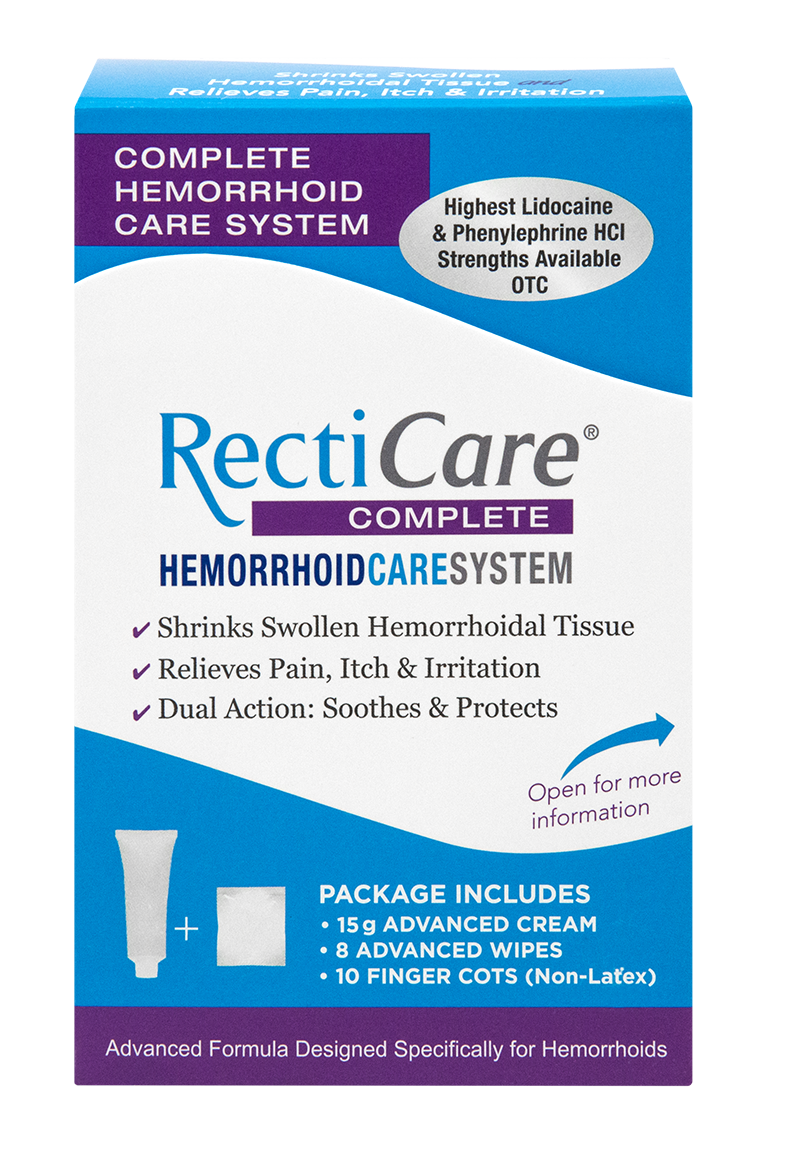 Shrinks Swollen
Hemorrhoidal Tissue and
Relieves Pain, Itch & Irritation
COMPLETE
HEMORRHOID
CARE SYSTEM
Highest Lidocaine
& Phenylephrine HCl
Strengths Available
OTC
RectiCare®
COMPLETE
HEMORRHOIDCARESYSTEM
✔ Shrinks Swollen Hemorrhoidal Tissue
✔ Relieves Pain, Itch & Irritation
✔ Dual Action: Soothes & Protects
Open for more
information
+
PACKAGE INCLUDES
• 15g ADVANCED CREAM
• 8 ADVANCED WIPES
• 10 FINGER COTS (Non-Latex)
Advanced Formula Designed Specifically for Hemorrhoids